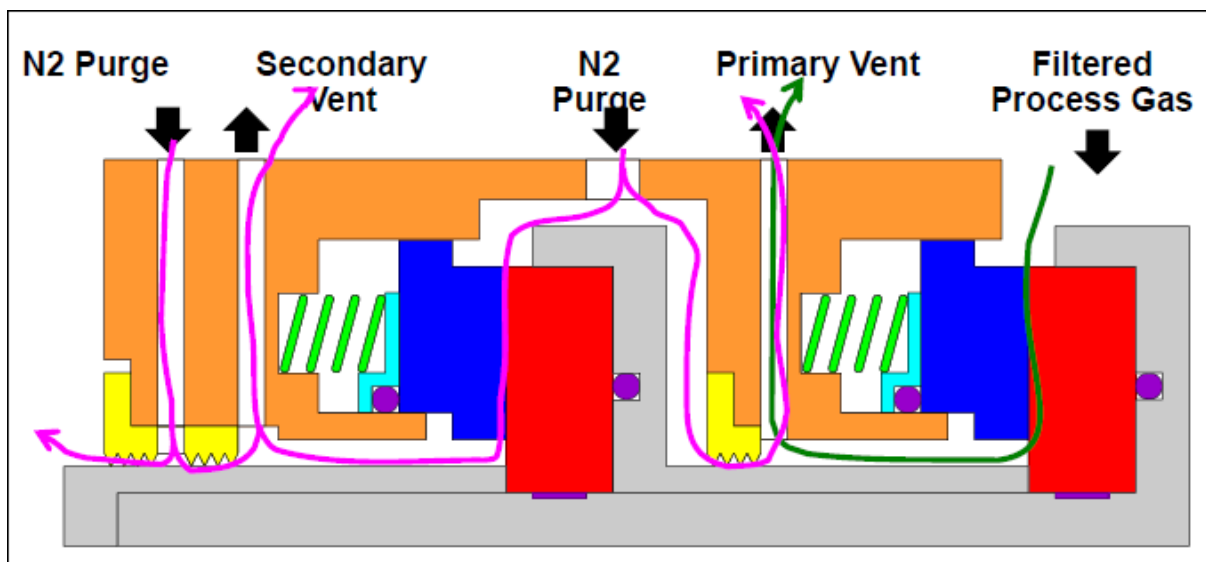 N2 Purge
Secondary
Vent
N2
Purge
Primary Vent
Filtered
Process Gas